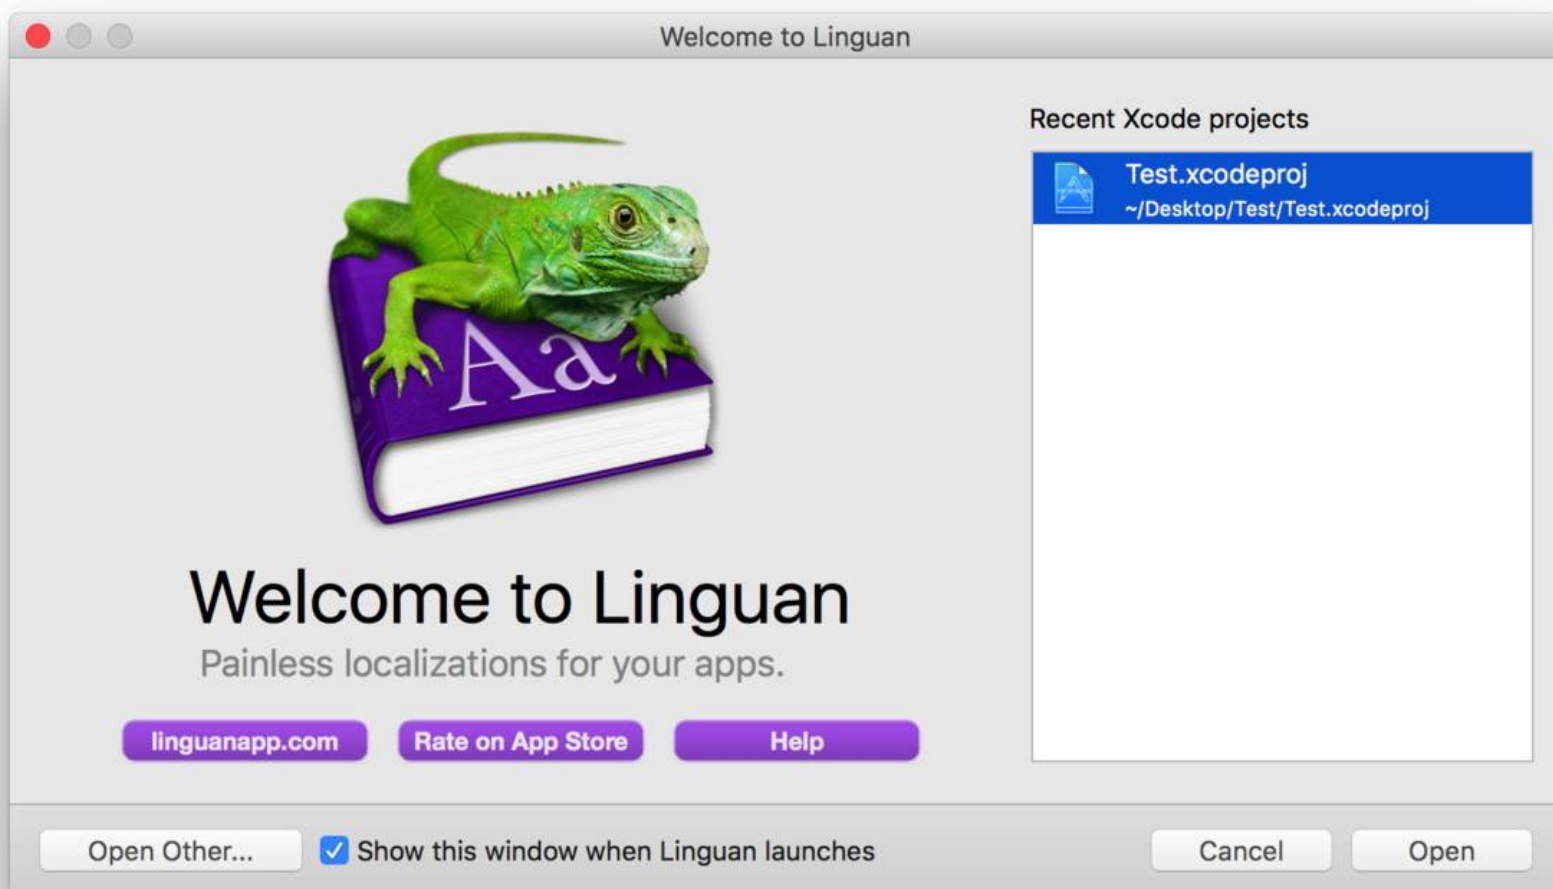 Welcome to Linguan
Recent Xcode projects
Test.xcodeproj
~/Desktop/Test/Test.xcodeproj
Aa
Welcome to Linguan
Painless localizations for your apps.
linguanapp.com
Rate on App Store
Help
Open Other...
Show this window when Linguan launches
Cancel
Open